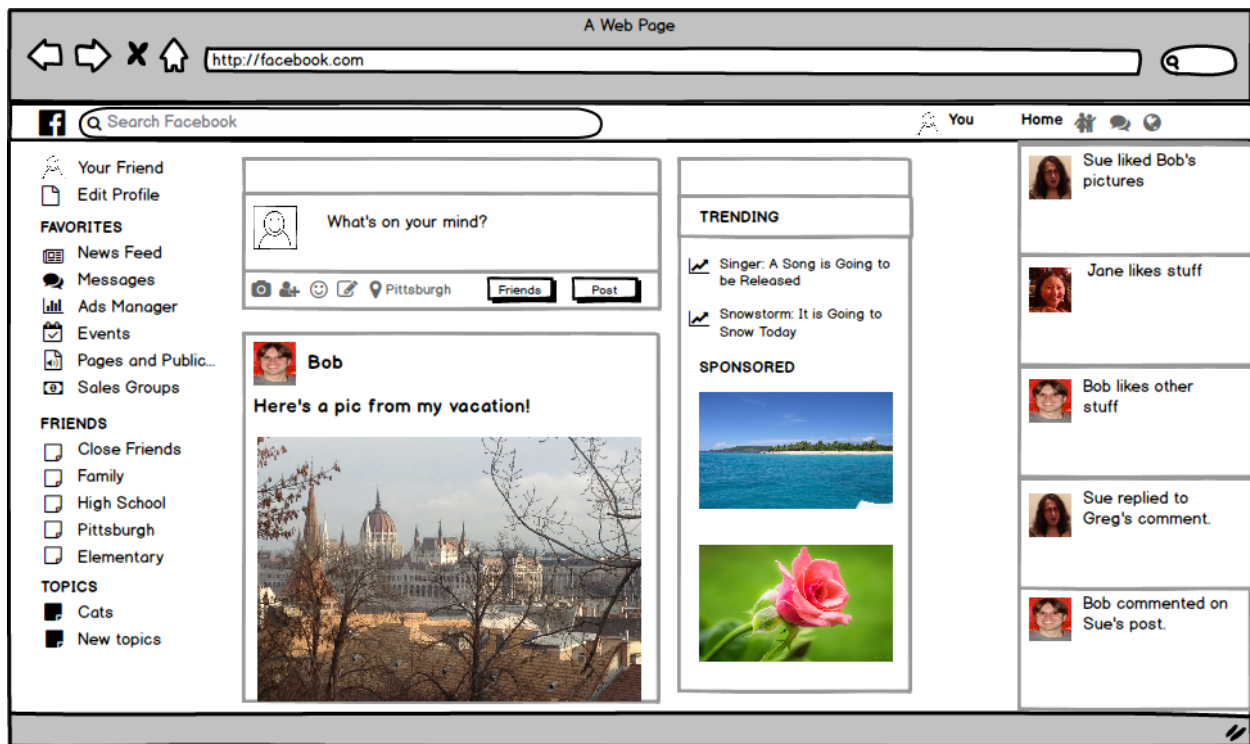 A Web Page
http://facebook.com
Search Facebook
You
Home
Your Friend
Edit Profile
FAVORITES
News Feed
Messages
Ads Manager
Events
Pages and Public...
Sales Groups
FRIENDS
Close Friends
Family
High School
Pittsburgh
Elementary
TOPICS
Cats
New topics
What's on your mind?
Pittsburgh
Friends
Post
Bob
Here's a pic from my vacation!
TRENDING
Singer: A Song is Going to
be Released
Snowstorm: It is Going to
Snow Today
SPONSORED
Sue liked Bob's
pictures
Jane likes stuff
Bob likes other
stuff
Sue replied to
Greg's comment.
Bob commented on
Sue's post.